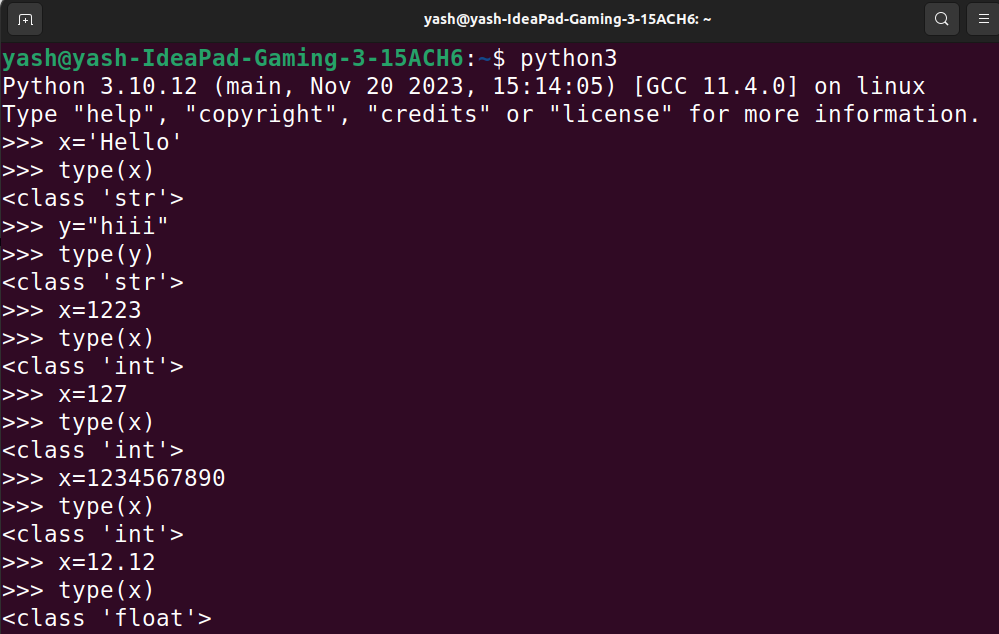 yash@yash-IdeaPad-Gaming-3-15ACH6: ~
yash@yash-IdeaPad-Gaming-3-15ACH6:~$ python3
Python 3.10.12 (main, Nov 20 2023, 15:14:05) [GCC 11.4.0] on linux
Type "help", "copyright", "credits" or "license" for more information.
>>> x='Hello'
>>> type(x)
<class 'str'>
>>> y="hiii"
>>> type(y)
<class 'str'>
>>> x=1223
>>> type(x)
<class 'int'>
>>> x=127
>>> type(x)
<class 'int'>
>>> x=1234567890
>>> type(x)
<class 'int'>
>>> x=12.12
>>> type(x)
<class 'float'>